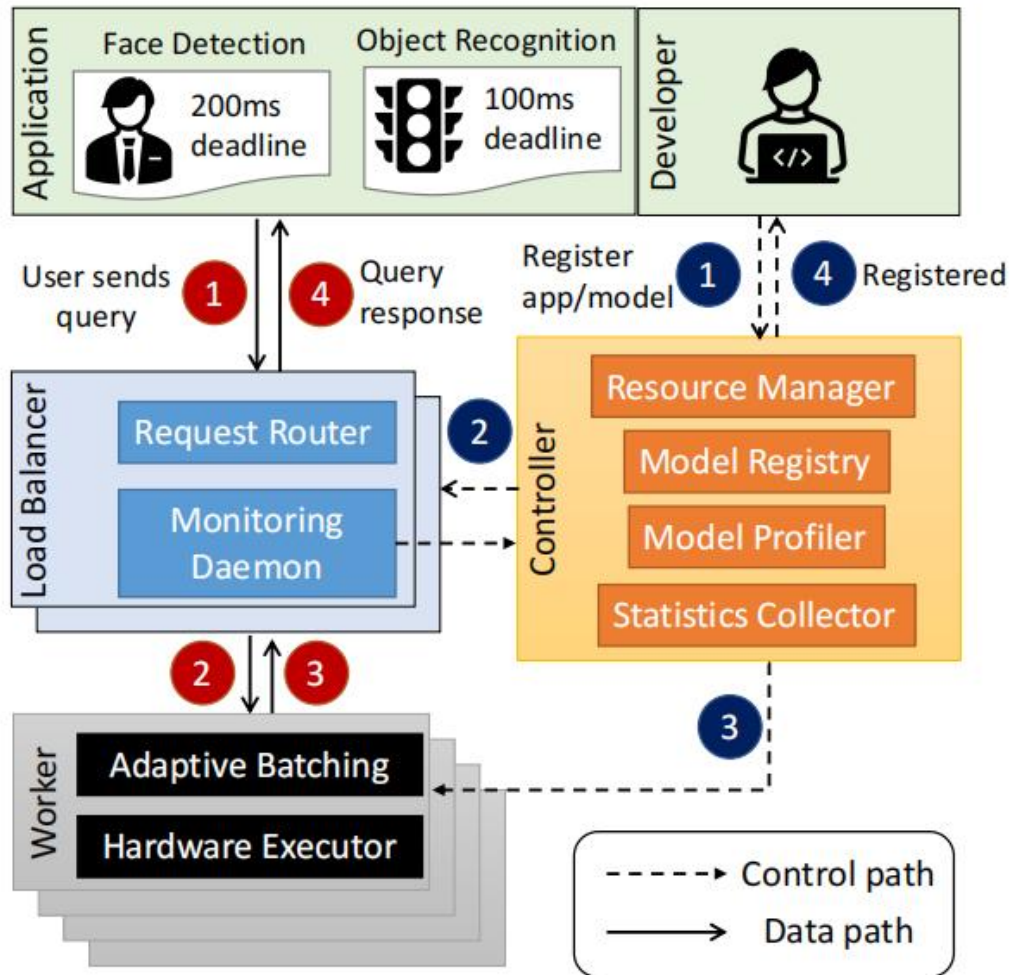 Application
Face Detection
200ms
deadline
Object Recognition
100ms
deadline
Developer
</>
User sends
query
1
4
Query
response
Register
app/model
1
4
Registered
Load Balancer
Request Router
Monitoring
Daemon
2
Controller
Resource Manager
Model Registry
Model Profiler
Statistics Collector
2
3
3
Worker
Adaptive Batching
Hardware Executor
Control path
Data path